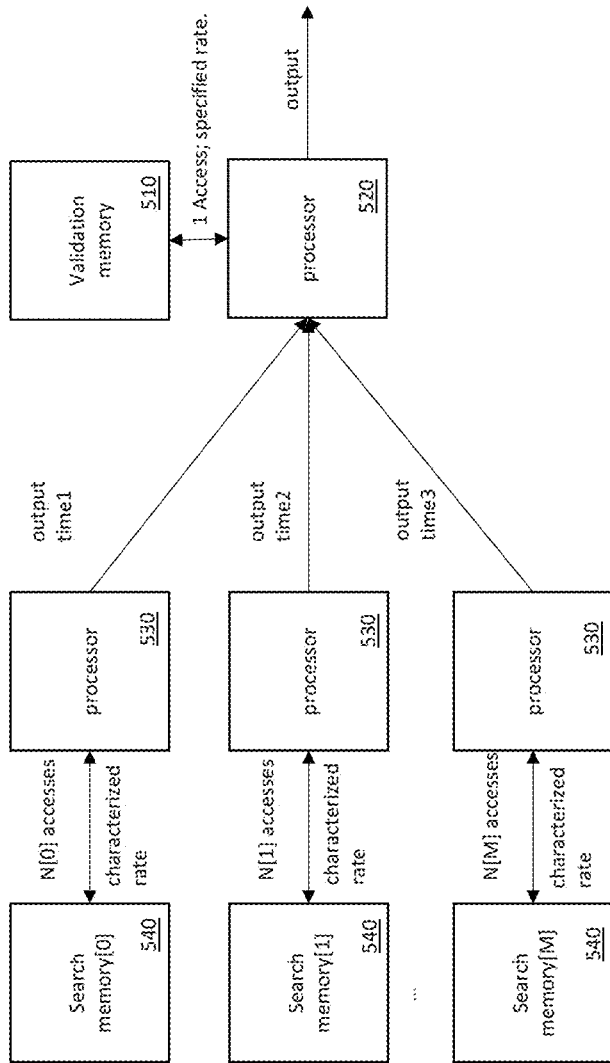 Search
memory[0]
540
N[0] accesses
characterized
rate
processor
530
output
time1
Search
memory[1]
540
N[1] accesses
characterized
rate
processor
530
output
time2
...
Search
memory[M]
540
N[M] accesses
characterized
rate
processor
530
output
time3
Validation
memory
510
1 Access; specified rate.
processor
520
output